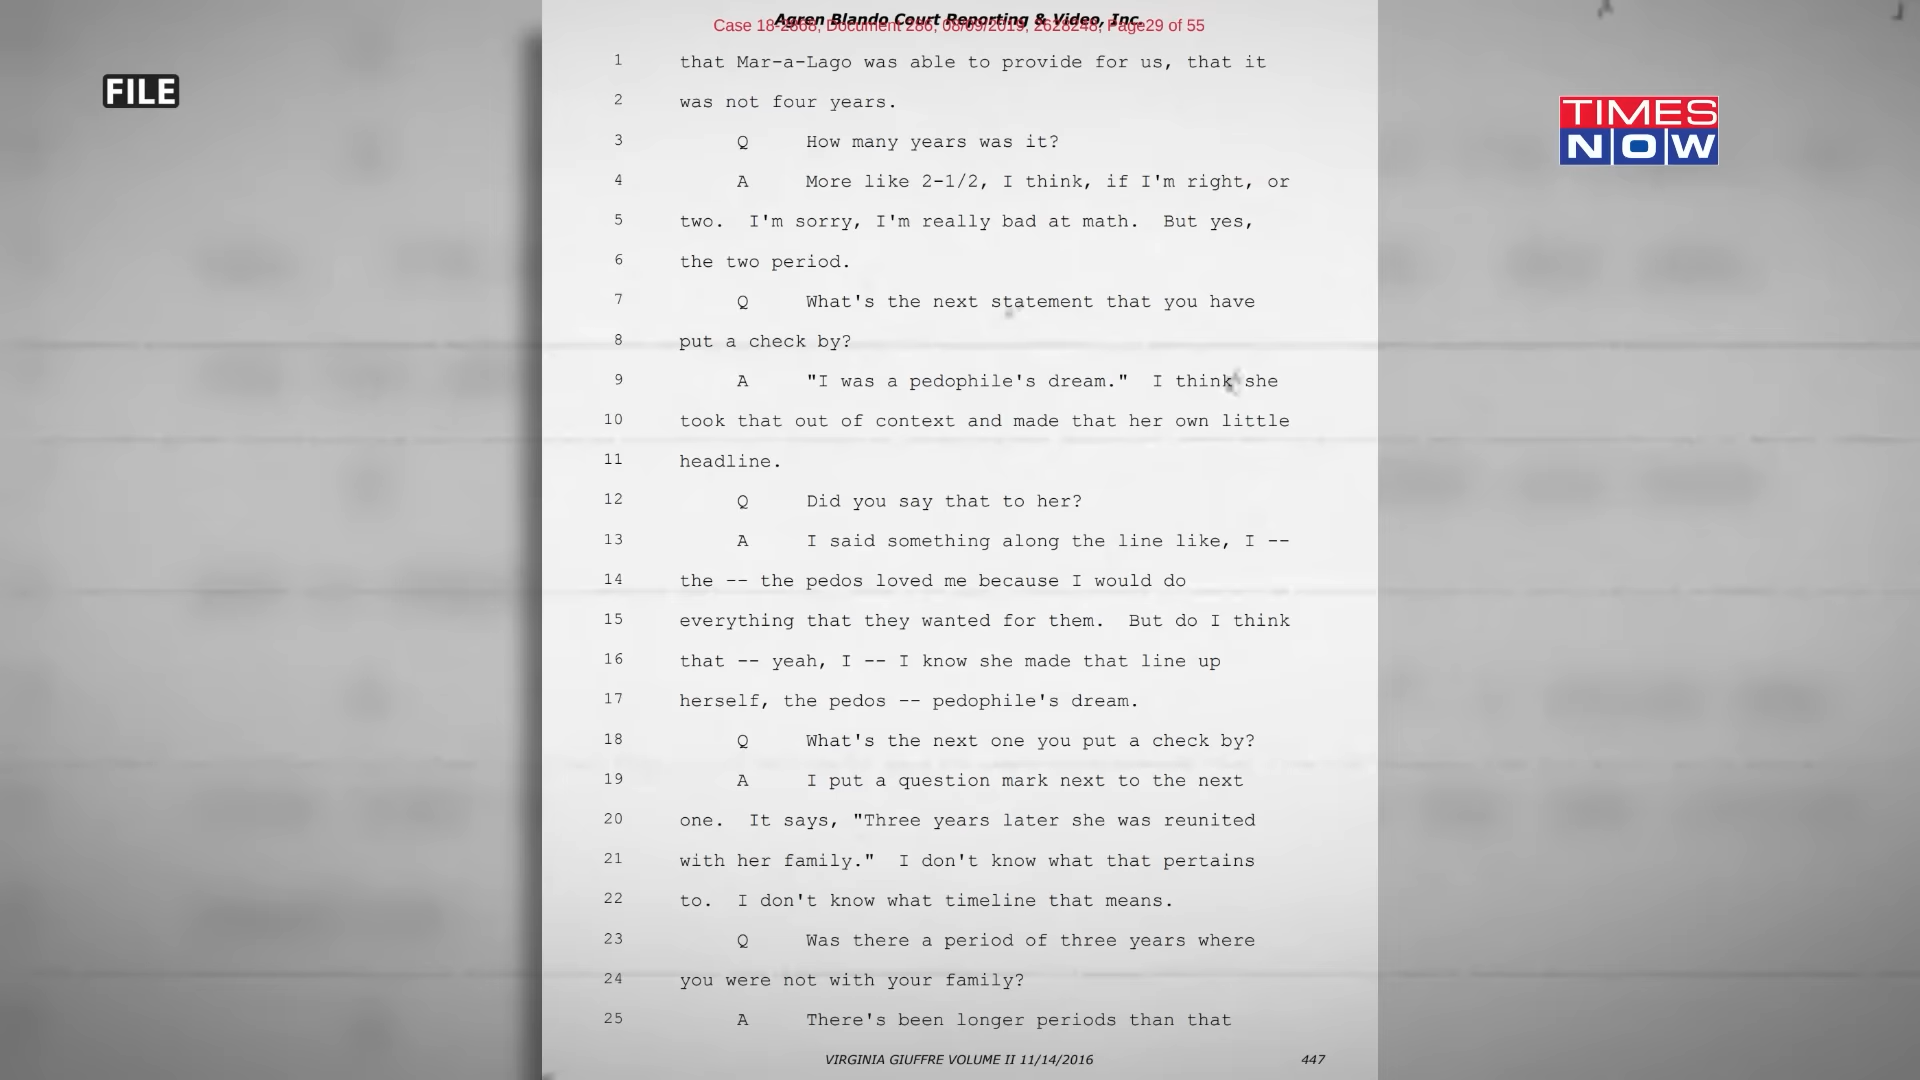 Agren Blando Court Reporting & Video, Inc.
Case 18-2868, Document 286, 08/09/2019, 2628248, Page29 of 55
FILE
TIMES
NOW
1 that Mar-a-Lago was able to provide for us, that it
2 was not four years.
3 Q How many years was it?
4 A More like 2-1/2, I think, if I'm right, or
5 two. I'm sorry, I'm really bad at math. But yes,
6 the two period.
7 Q What's the next statement that you have
8 put a check by?
9 A "I was a pedophile's dream." I think she
10 took that out of context and made that her own little
11 headline.
12 Q Did you say that to her?
13 A I said something along the line like, I --
14 the -- the pedos loved me because I would do
15 everything that they wanted for them. But do I think
16 that -- yeah, I -- I know she made that line up
17 herself, the pedos -- pedophile's dream.
18 Q What's the next one you put a check by?
19 A I put a question mark next to the next
20 one. It says, "Three years later she was reunited
21 with her family." I don't know what that pertains
22 to. I don't know what timeline that means.
23 Q Was there a period of three years where
24 you were not with your family?
25 A There's been longer periods than that
VIRGINIA GIUFFRE VOLUME II 11/14/2016 447